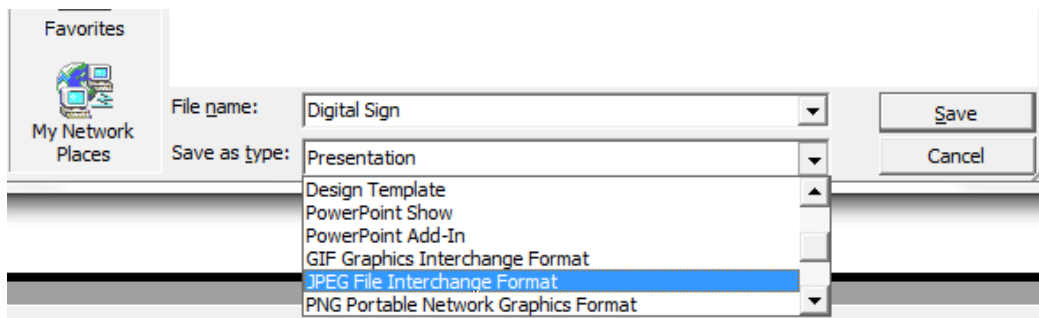 Favorites
My Network
Places
File name:
Digital Sign
Save
Save as type:
Presentation
Cancel
Design Template
PowerPoint Show
PowerPoint Add-In
GIF Graphics Interchange Format
JPEG File Interchange Format
PNG Portable Network Graphics Format